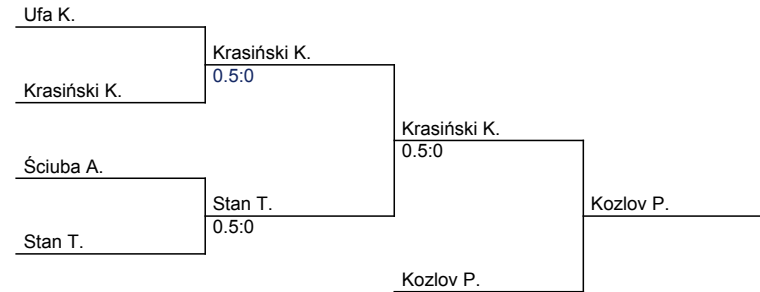 Ufa K.
Krasiński K.
0.5:0
Krasiński K.
Krasiński K.
0.5:0
Ściuba A.
Stan T.
Kozlov P.
0.5:0
Stan T.
Kozlov P.